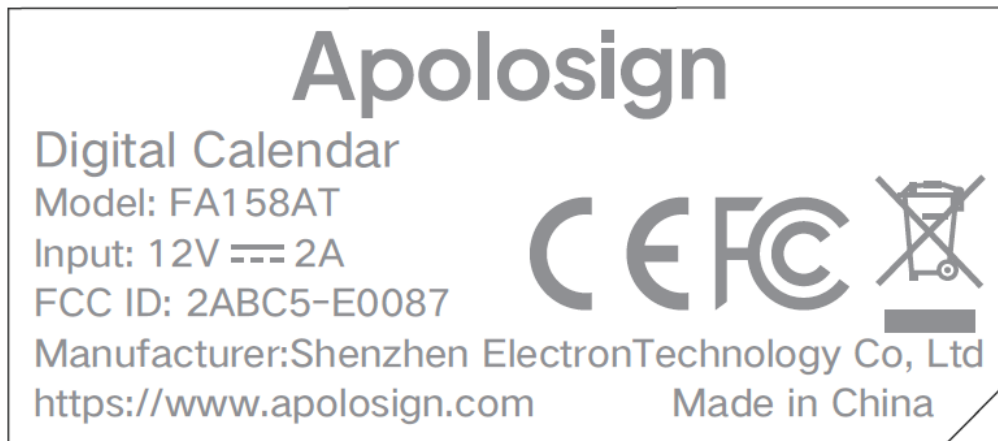 Apolosign
Digital Calendar
Model: FA158AT
Input: 12V ⎓ 2A
FCC ID: 2ABC5-E0087
CE FC
Manufacturer:Shenzhen ElectronTechnology Co, Ltd
https://www.apolosign.com Made in China